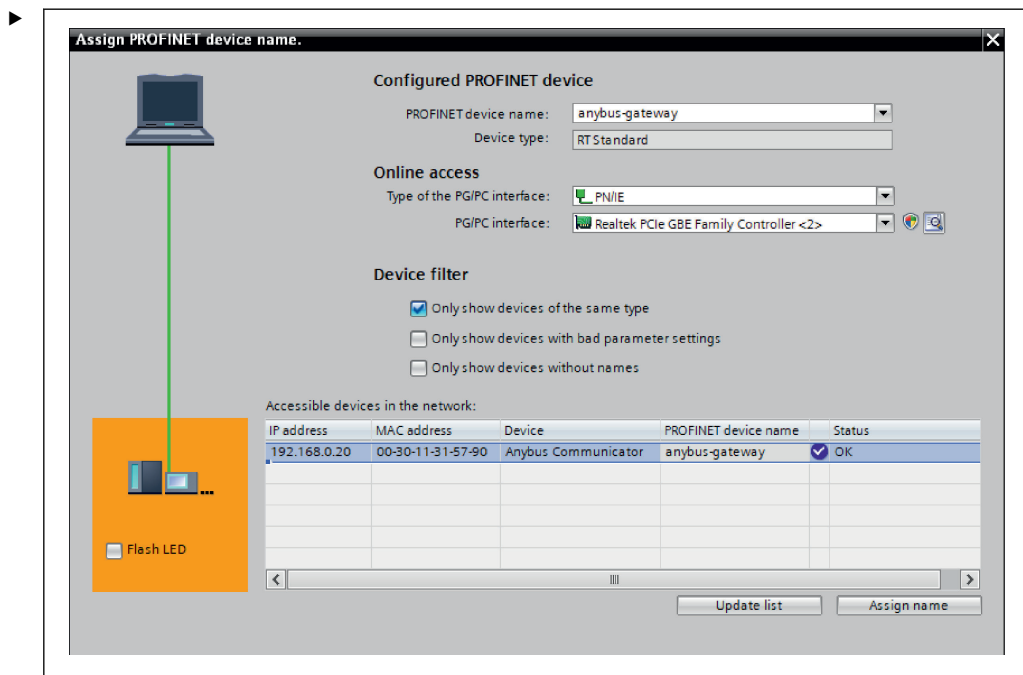 Assign PROFINET device name.
Configured PROFINET device
PROFINET device name: anybus-gateway
Device type: RT Standard
Online access
Type of the PG/PC interface: PN/IE
PG/PC interface: Realtek PCIe GBE Family Controller <2>
Device filter
Only show devices of the same type
Only show devices with bad parameter settings
Only show devices without names
Accessible devices in the network:
IP address MAC address Device PROFINET device name Status
192.168.0.20 00-30-11-31-57-90 Anybus Communicator anybus-gateway OK
...
Flash LED
Update list Assign name